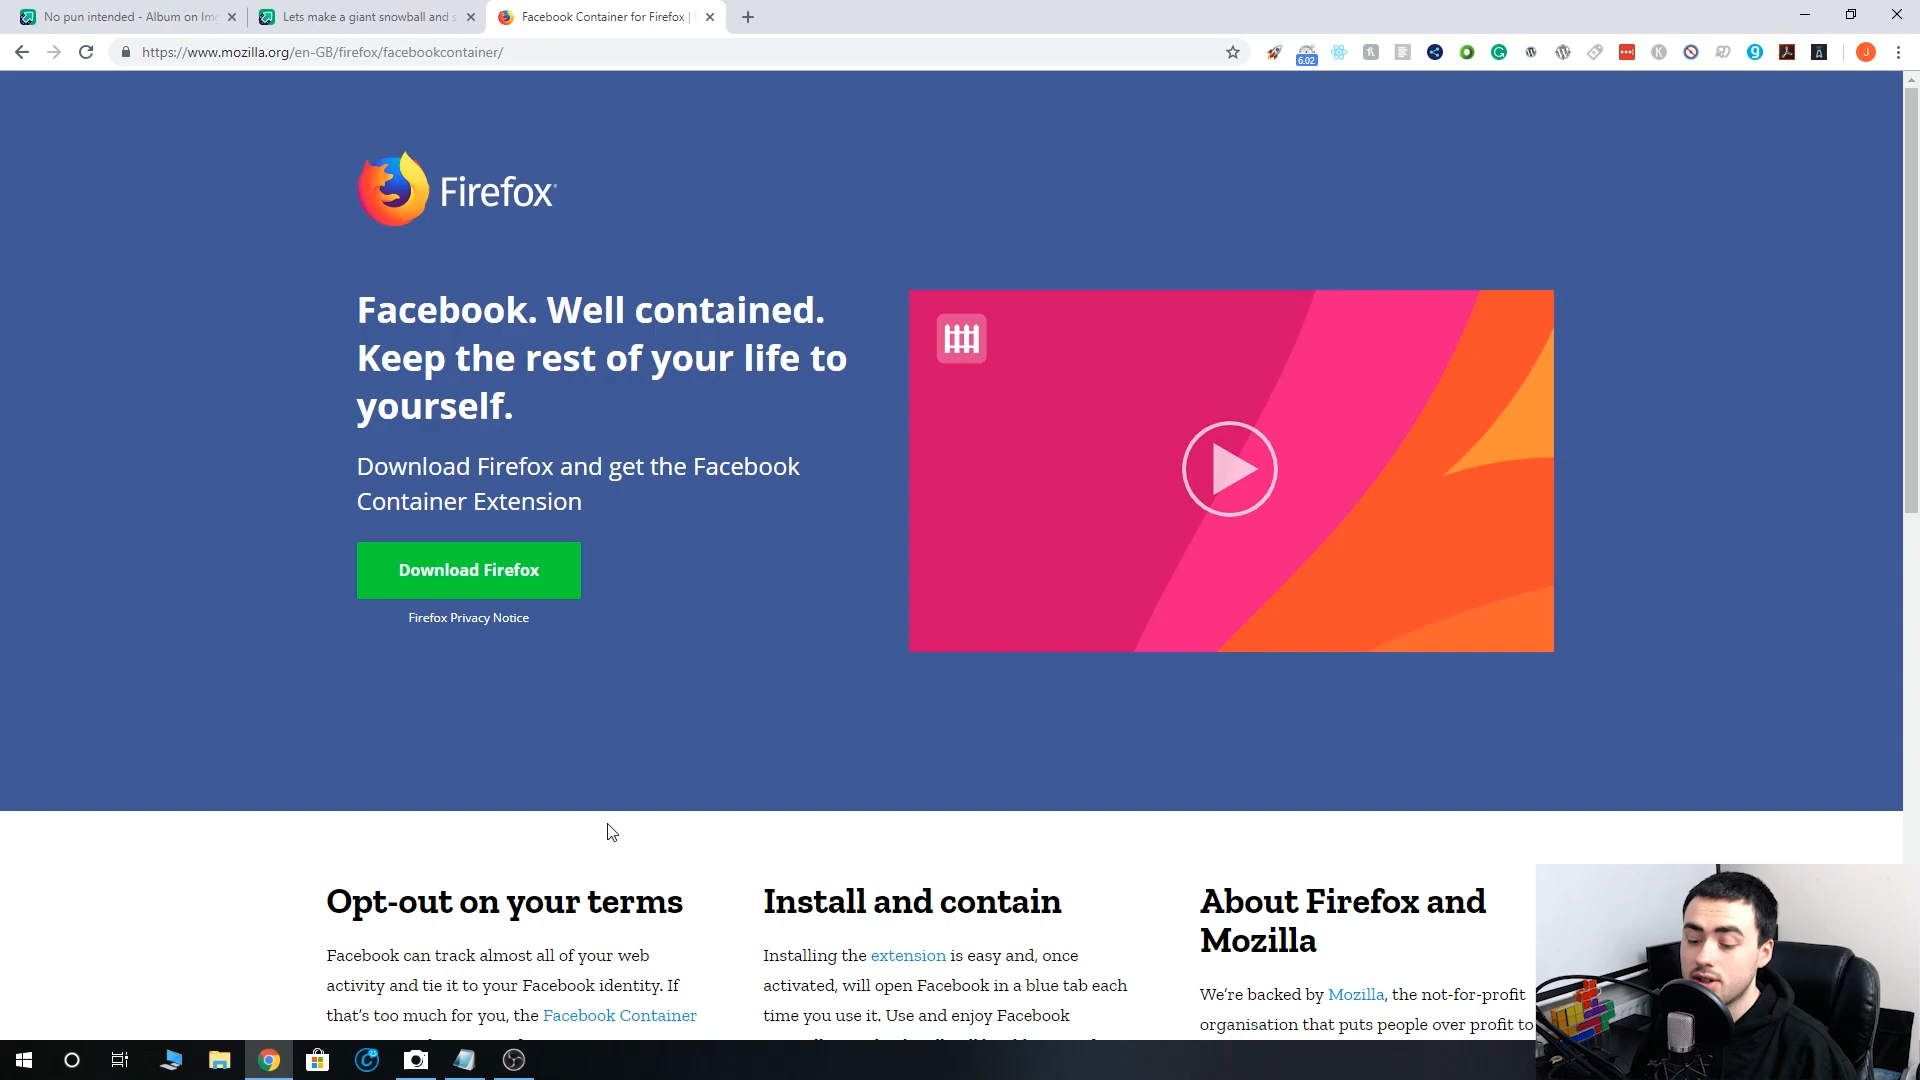 No pun intended - Album on Im
Lets make a giant snowball and s
Facebook Container for Firefox |
https://www.mozilla.org/en-GB/firefox/facebookcontainer/
6.02
J
Firefox
Facebook. Well contained.
Keep the rest of your life to
yourself.
Download Firefox and get the Facebook
Container Extension
Download Firefox
Firefox Privacy Notice
Opt-out on your terms
Facebook can track almost all of your web
activity and tie it to your Facebook identity. If
that's too much for you, the Facebook Container
Install and contain
Installing the extension is easy and, once
activated, will open Facebook in a blue tab each
time you use it. Use and enjoy Facebook
About Firefox and
Mozilla
We're backed by Mozilla, the not-for-profit
organisation that puts people over profit to